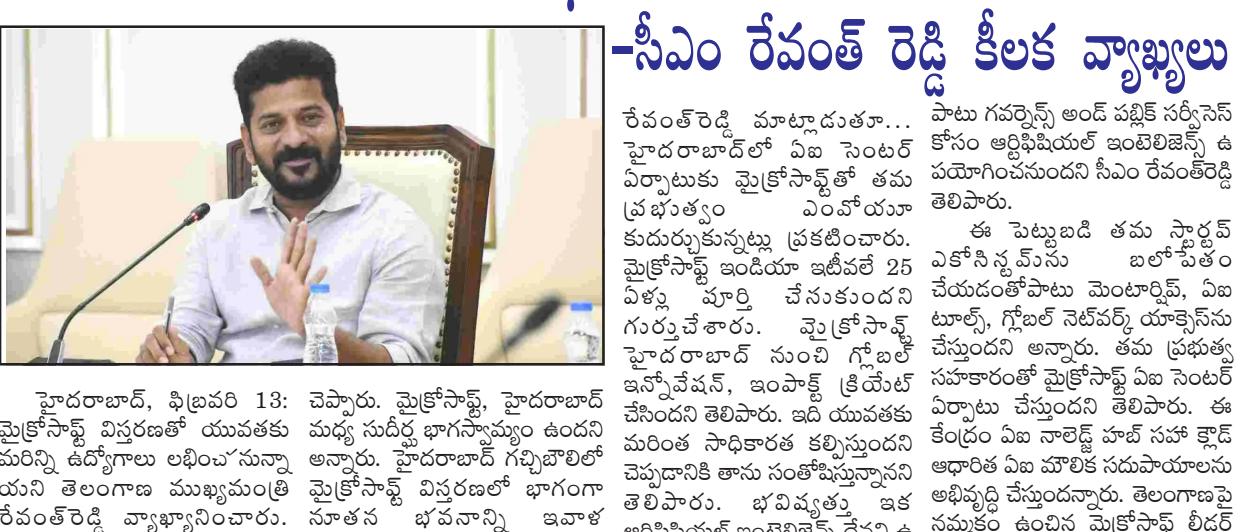 -సీఎం రేవంత్ రెడ్డి కీలక వ్యాఖ్యలు
హైదరాబాద్, ఫిబ్రవరి 13:
మైక్రోసాఫ్ట్ విస్తరణతో యువతకు
మరిన్ని ఉద్యోగాలు లభించనున్నా
యని తెలంగాణ ముఖ్యమంత్రి
రేవంత్‌రెడ్డి వ్యాఖ్యానించారు.
చెప్పారు. మైక్రోసాఫ్ట్, హైదరాబాద్
మధ్య సుదీర్ఘ భాగస్వామ్యం ఉందని
అన్నారు. హైదరాబాద్ గచ్చిబౌలిలో
మైక్రోసాఫ్ట్ విస్తరణలో భాగంగా
నూతన భవనాన్ని ఇవాళ
రేవంత్‌రెడ్డి మాట్లాడుతూ...
హైదరాబాద్‌లో ఏఐ సెంటర్
ఏర్పాటుకు మైక్రోసాఫ్ట్‌తో తమ
ప్రభుత్వం ఎంవోయూ
కుదుర్చుకున్నట్లు ప్రకటించారు.
మైక్రోసాఫ్ట్ ఇండియా ఇటీవలే 25
ఏళ్లు పూర్తి చేసుకుందని
గుర్తుచేశారు. మైక్రోసాఫ్ట్
హైదరాబాద్ నుంచి గ్లోబల్
ఇన్నోవేషన్, ఇంపాక్ట్ క్రియేట్
చేసిందని తెలిపారు. ఇది యువతకు
మరింత సాధికారత కల్పిస్తుందని
చెప్పడానికి తాను సంతోషిస్తున్నానని
తెలిపారు. భవిష్యత్తు ఇక
పాటు గవర్నెన్స్ అండ్ పబ్లిక్ సర్వీసెస్
కోసం ఆర్టిఫిషియల్ ఇంటెలిజెన్స్ ఉ
పయోగించనుందని సీఎం రేవంత్‌రెడ్డి
తెలిపారు.
ఈ పెట్టుబడి తమ స్టార్టప్
ఎకోసిస్టమ్‌ను బలోపేతం
చేయడంతోపాటు మెంటార్షిప్, ఏఐ
టూల్స్, గ్లోబల్ నెట్‌వర్క్ యాక్సెస్‌ను
చేస్తుందని అన్నారు. తమ ప్రభుత్వ
సహకారంతో మైక్రోసాఫ్ట్ ఏఐ సెంటర్
ఏర్పాటు చేస్తుందని తెలిపారు. ఈ
కేంద్రం ఏఐ నాలెడ్జ్ హబ్ సహా క్లౌడ్
ఆధారిత ఏఐ మౌలిక సదుపాయాలను
అభివృద్ధి చేస్తుందన్నారు. తెలంగాణపై
నమ్మకం ఉంచిన మైక్రోసాఫ్ట్ లీడర్